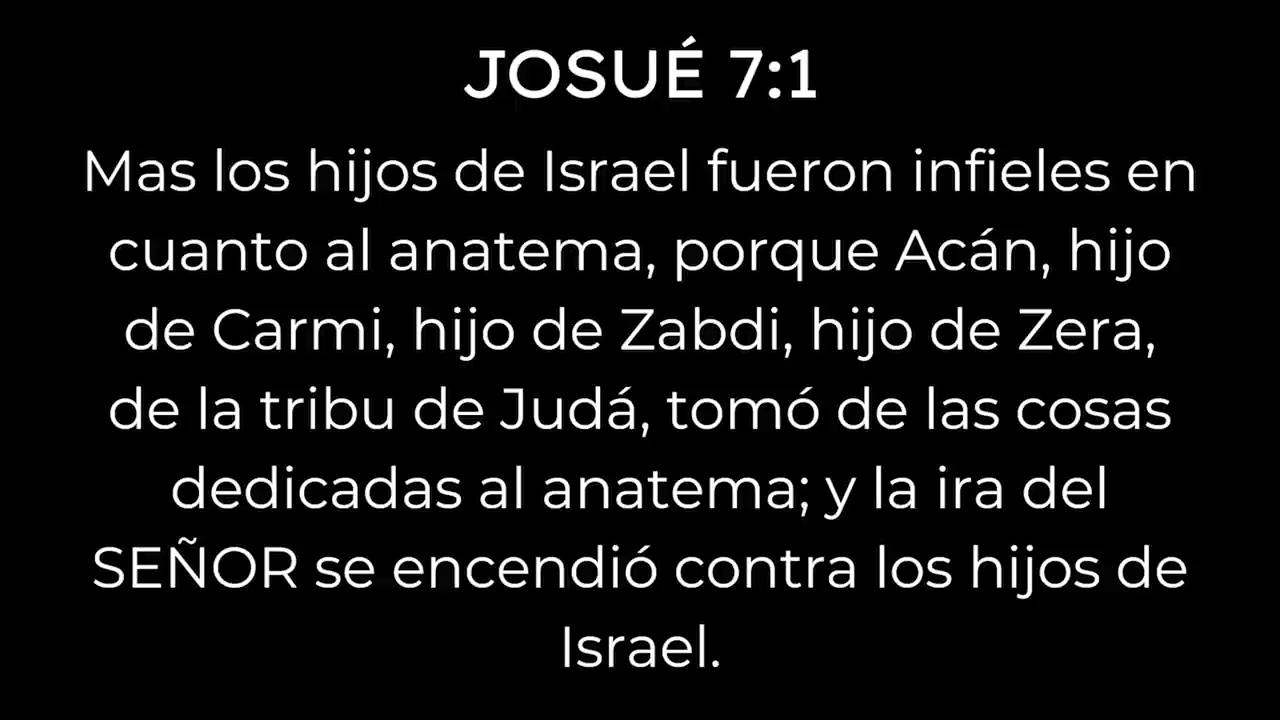 JOSUÉ 7:1
Mas los hijos de Israel fueron infieles en
cuanto al anatema, porque Acán, hijo
de Carmi, hijo de Zabdi, hijo de Zera,
de la tribu de Judá, tomó de las cosas
dedicadas al anatema; y la ira del
SEÑOR se encendió contra los hijos de
Israel.